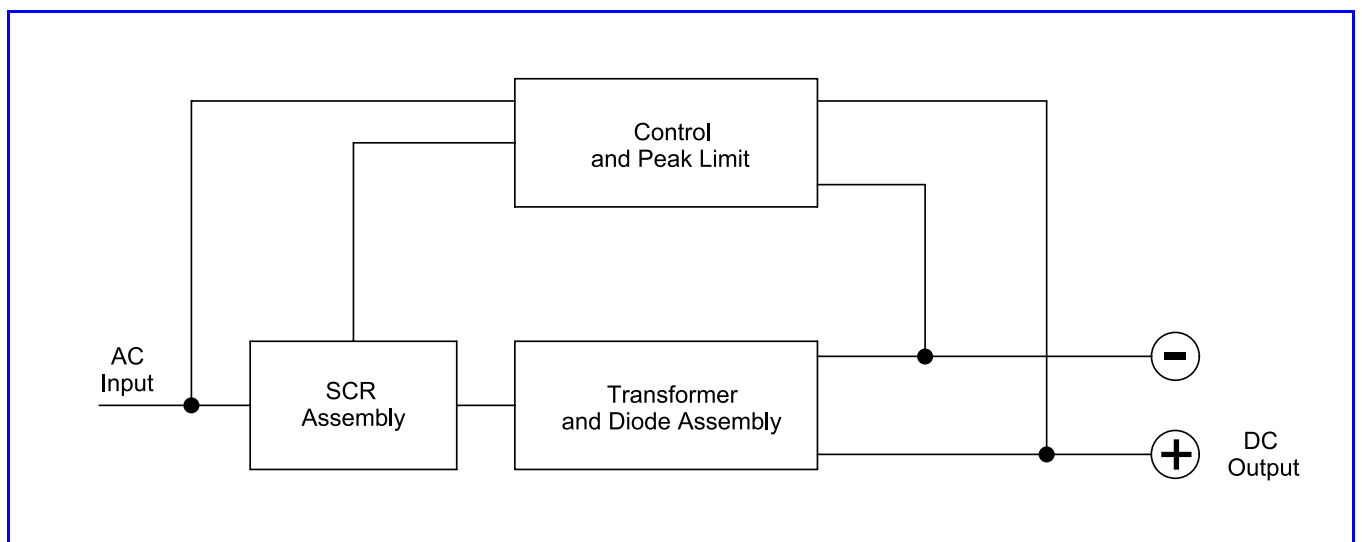 Control
and Peak Limit
AC
Input
SCR
Assembly
Transformer
and Diode Assembly
-
+
DC
Output